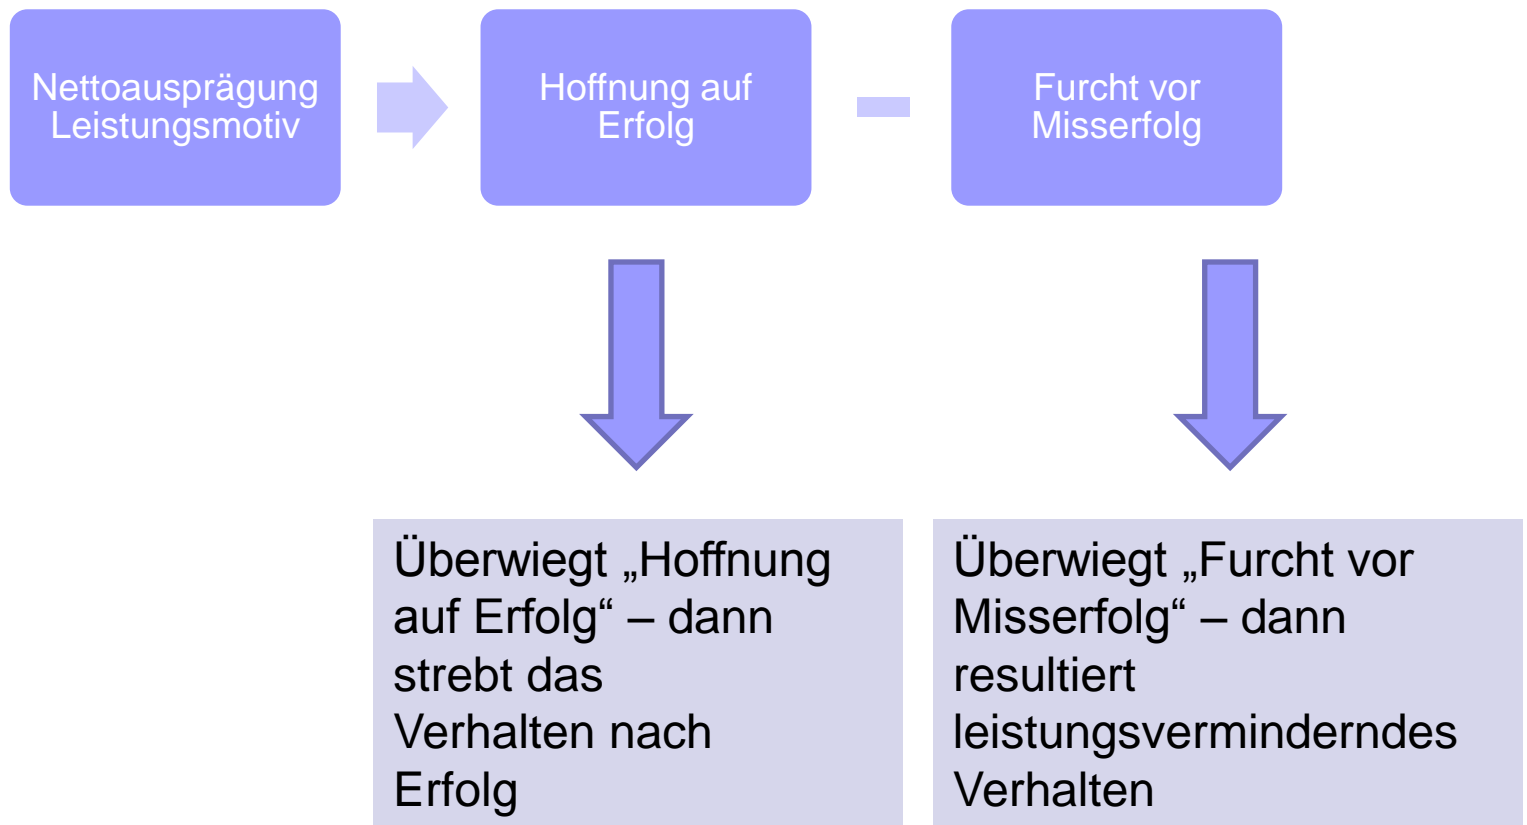 Nettoausprägung
Leistungsmotiv
Hoffnung auf
Erfolg
Furcht vor
Misserfolg
Überwiegt „Hoffnung
auf Erfolg“ – dann
strebt das
Verhalten nach
Erfolg
Überwiegt „Furcht vor
Misserfolg“ – dann
resultiert
leistungsverminderndes
Verhalten